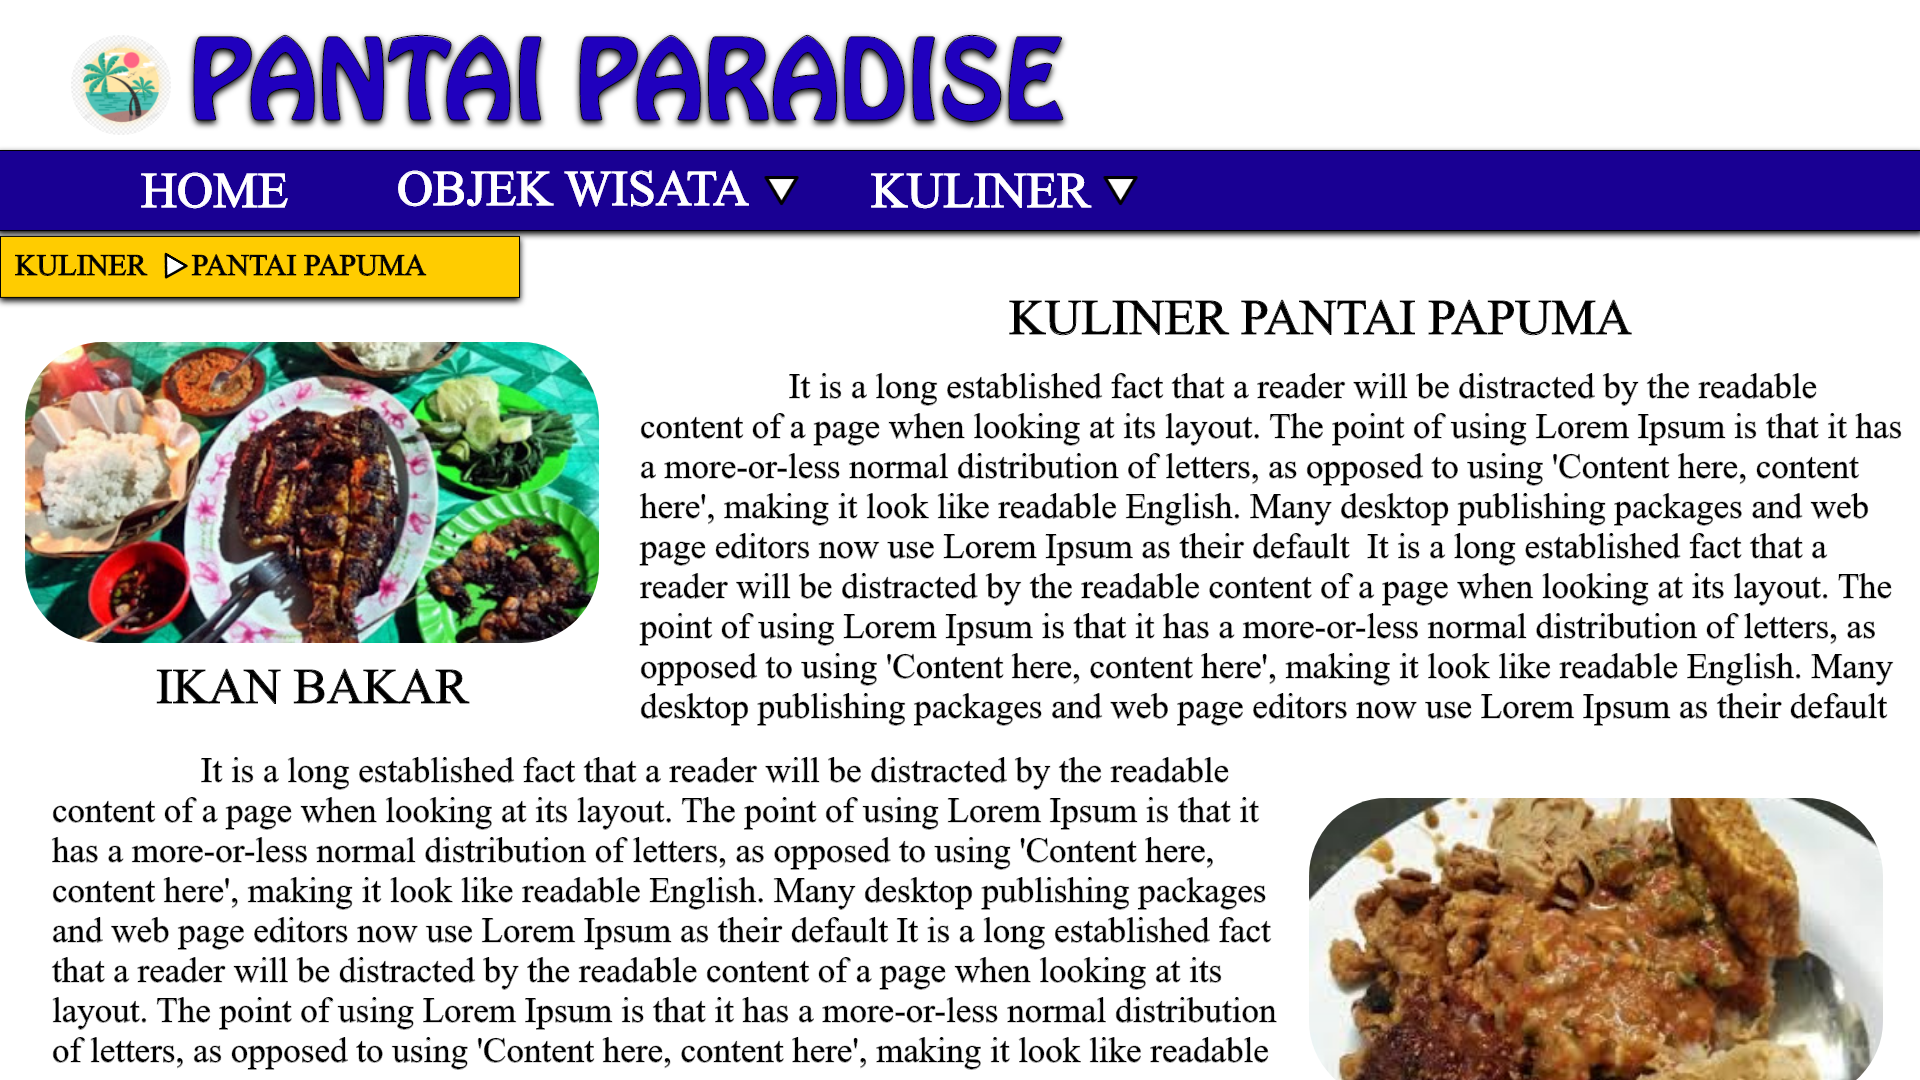 PANTAI PARADISE
HOME OBJEK WISATA KULINER
KULINER PANTAI PAPUMA
KULINER PANTAI PAPUMA
It is a long established fact that a reader will be distracted by the readable
content of a page when looking at its layout. The point of using Lorem Ipsum is that it has
a more-or-less normal distribution of letters, as opposed to using 'Content here, content
here', making it look like readable English. Many desktop publishing packages and web
page editors now use Lorem Ipsum as their default  It is a long established fact that a
reader will be distracted by the readable content of a page when looking at its layout. The
point of using Lorem Ipsum is that it has a more-or-less normal distribution of letters, as
opposed to using 'Content here, content here', making it look like readable English. Many
desktop publishing packages and web page editors now use Lorem Ipsum as their default
IKAN BAKAR
It is a long established fact that a reader will be distracted by the readable
content of a page when looking at its layout. The point of using Lorem Ipsum is that it
has a more-or-less normal distribution of letters, as opposed to using 'Content here,
content here', making it look like readable English. Many desktop publishing packages
and web page editors now use Lorem Ipsum as their default It is a long established fact
that a reader will be distracted by the readable content of a page when looking at its
layout. The point of using Lorem Ipsum is that it has a more-or-less normal distribution
of letters, as opposed to using 'Content here, content here', making it look like readable